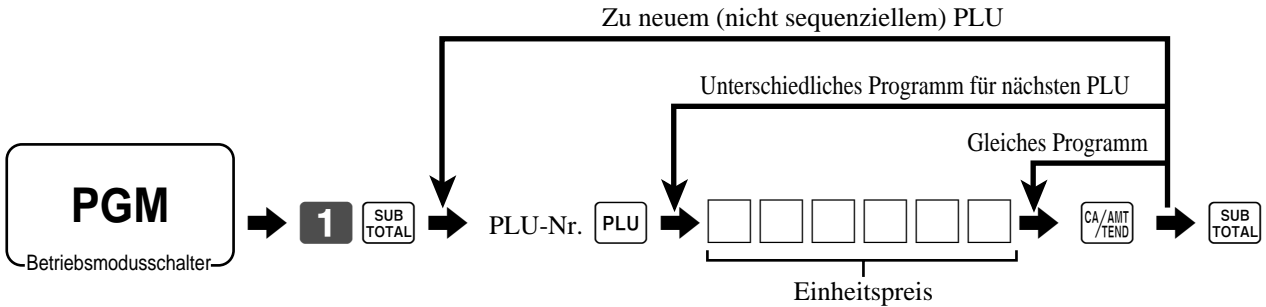 Zu neuem (nicht sequenziellem) PLU
Unterschiedliches Programm für nächsten PLU
Gleiches Programm
PGM
Betriebsmodusschalter
1 SUB TOTAL PLU-Nr. PLU CA/AMT TEND SUB TOTAL
Einheitspreis